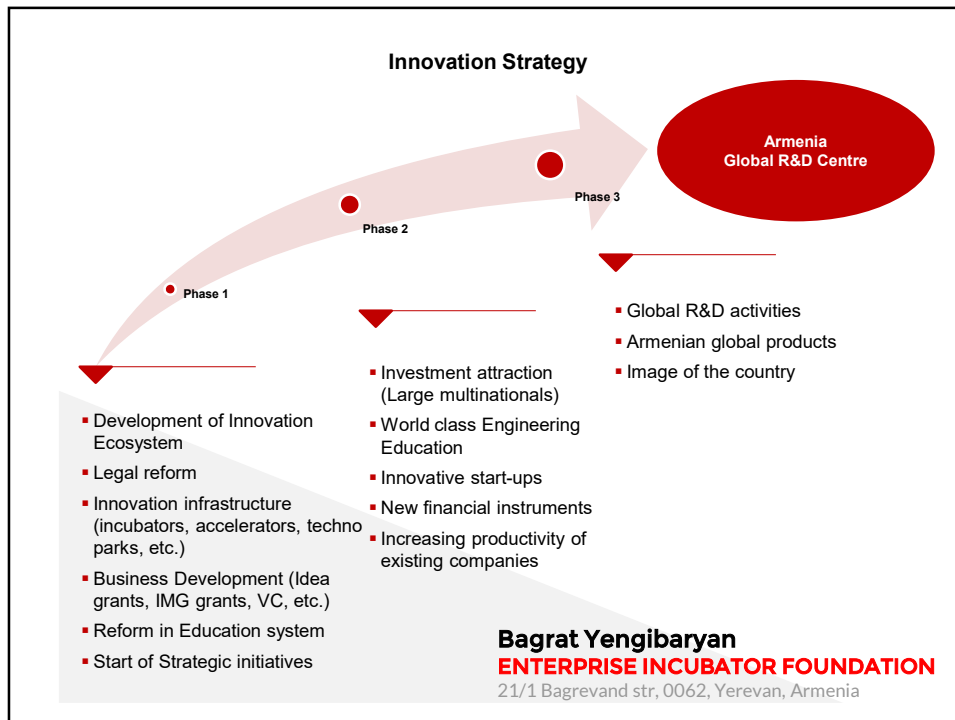 Innovation Strategy
Armenia
Global R&D Centre
Phase 3
Phase 2
Phase 1
▪ Development of Innovation
Ecosystem
▪ Legal reform
▪ Innovation infrastructure
(incubators, accelerators, techno
parks, etc.)
▪ Business Development (Idea
grants, IMG grants, VC, etc.)
▪ Reform in Education system
▪ Start of Strategic initiatives
▪ Investment attraction
(Large multinationals)
▪ World class Engineering
Education
▪ Innovative start-ups
▪ New financial instruments
▪ Increasing productivity of
existing companies
▪ Global R&D activities
▪ Armenian global products
▪ Image of the country
Bagrat Yengibaryan
ENTERPRISE INCUBATOR FOUNDATION
21/1 Bagrevand str, 0062, Yerevan, Armenia